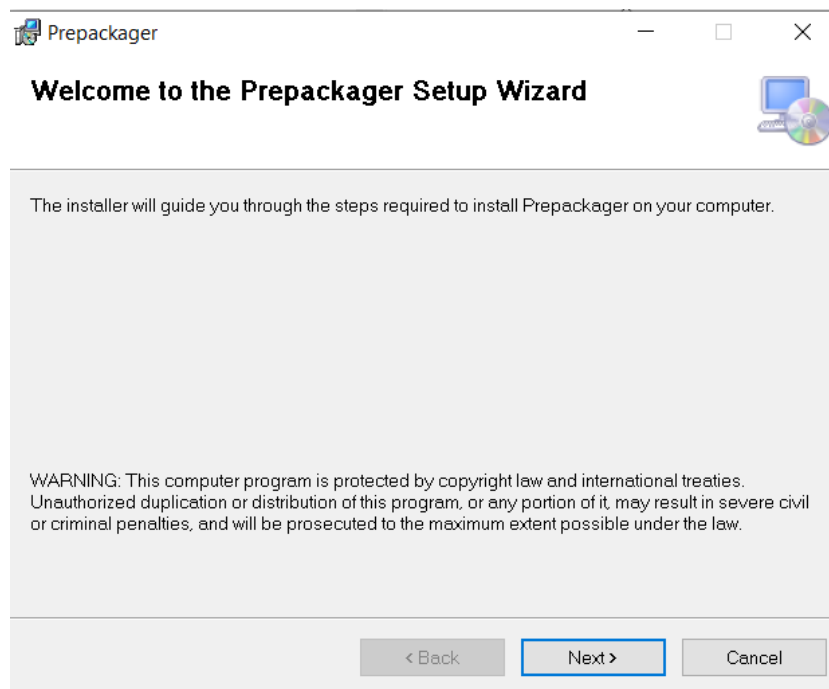 Prepackager
Welcome to the Prepackager Setup Wizard
The installer will guide you through the steps required to install Prepackager on your computer.
WARNING: This computer program is protected by copyright law and international treaties.
Unauthorized duplication or distribution of this program, or any portion of it, may result in severe civil
or criminal penalties, and will be prosecuted to the maximum extent possible under the law.
< Back
Next >
Cancel